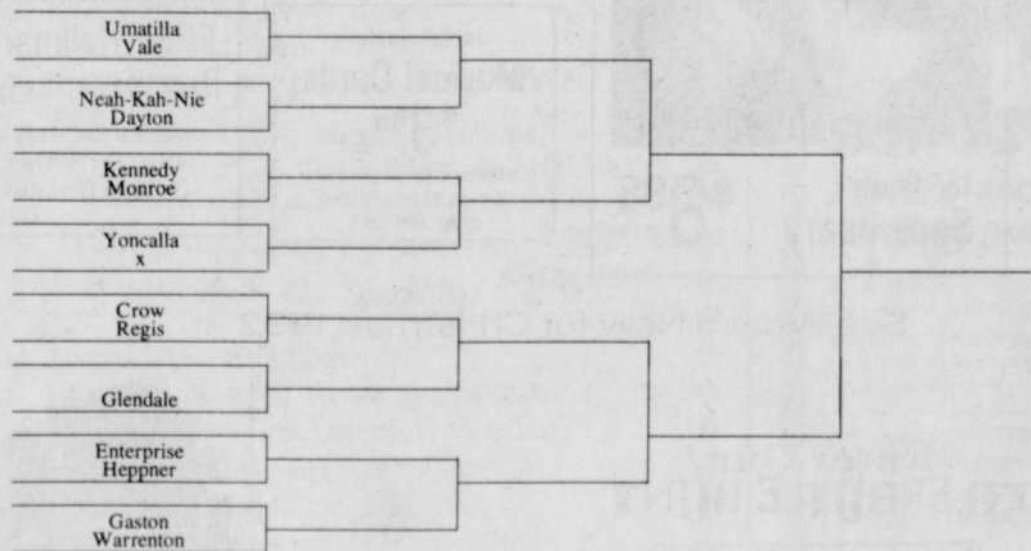 Umatilla
Vale
Neah-Kah-Nie
Dayton
Kennedy
Monroe
Yoncalla
x
Crow
Regis
Glendale
Enterprise
Heppner
Gaston
Warrenton